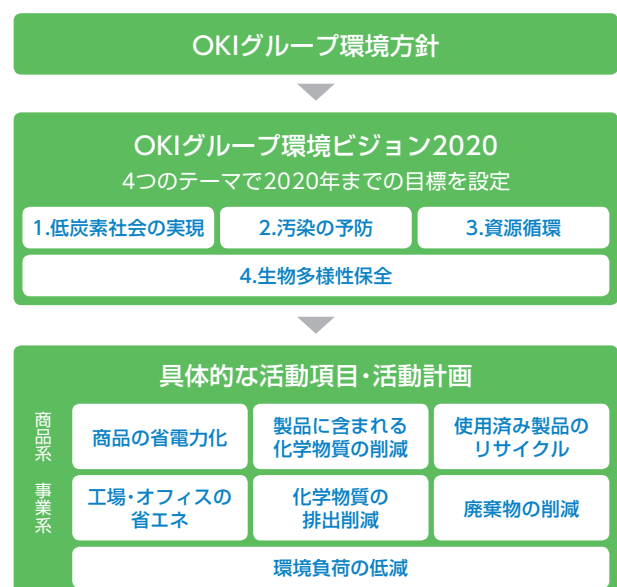 OKIグループ環境方針
OKIグループ環境ビジョン2020
4つのテーマで2020年までの目標を設定
1.低炭素社会の実現
2.汚染の予防
3.資源循環
4.生物多様性保全
具体的な活動項目・活動計画
商品系
商品の省電力化
製品に含まれる
化学物質の削減
使用済み製品の
リサイクル
事業系
工場・オフィスの
省エネ
化学物質の
排出削減
廃棄物の削減
環境負荷の低減